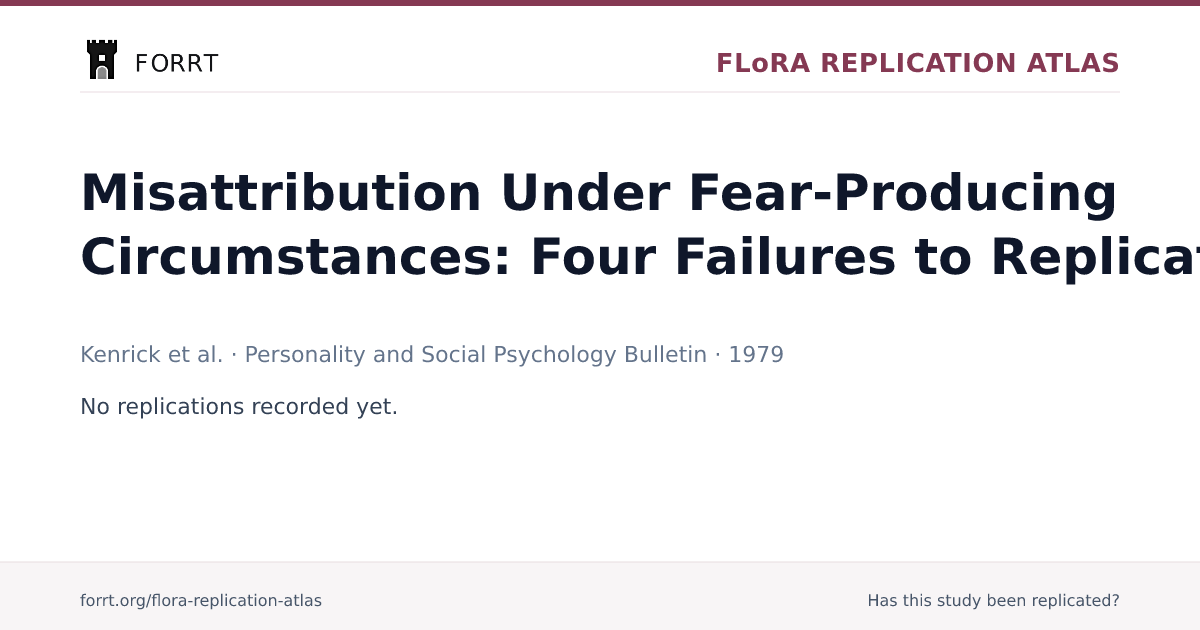 FORRT
FLoRA REPLICATION ATLAS
Misattribution Under Fear-Producing
Circumstances: Four Failures to Replicat
Kenrick et al. · Personality and Social Psychology Bulletin · 1979
No replications recorded yet.
forrt.org/flora-replication-atlas
Has this study been replicated?